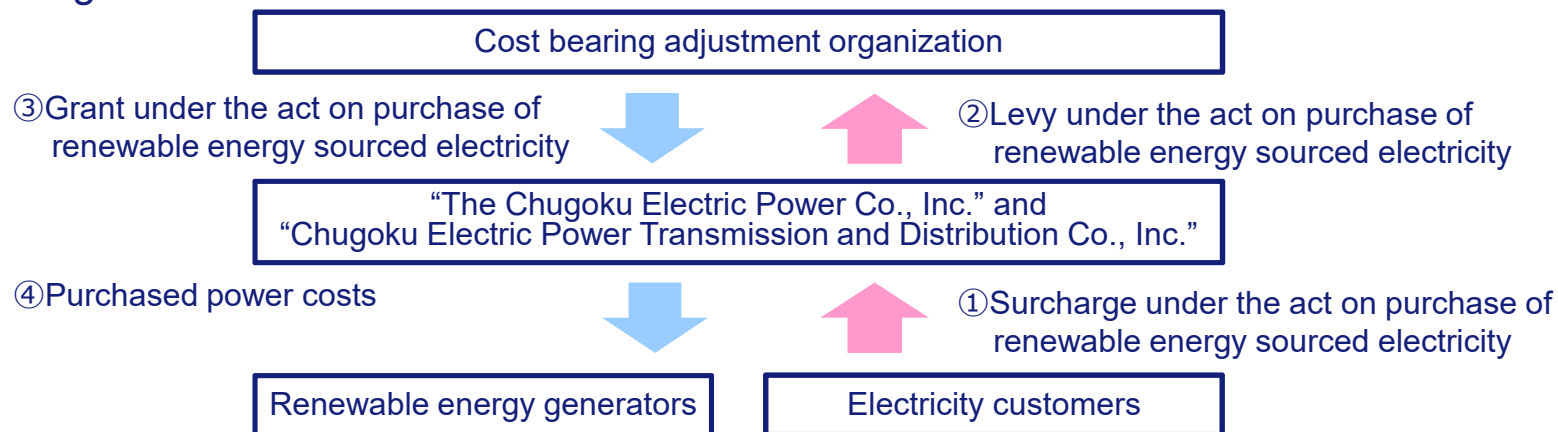 Cost bearing adjustment organization
③Grant under the act on purchase of
renewable energy sourced electricity
②Levy under the act on purchase of
renewable energy sourced electricity
“The Chugoku Electric Power Co., Inc.” and
“Chugoku Electric Power Transmission and Distribution Co., Inc.”
④Purchased power costs
①Surcharge under the act on purchase of
renewable energy sourced electricity
Renewable energy generators
Electricity customers